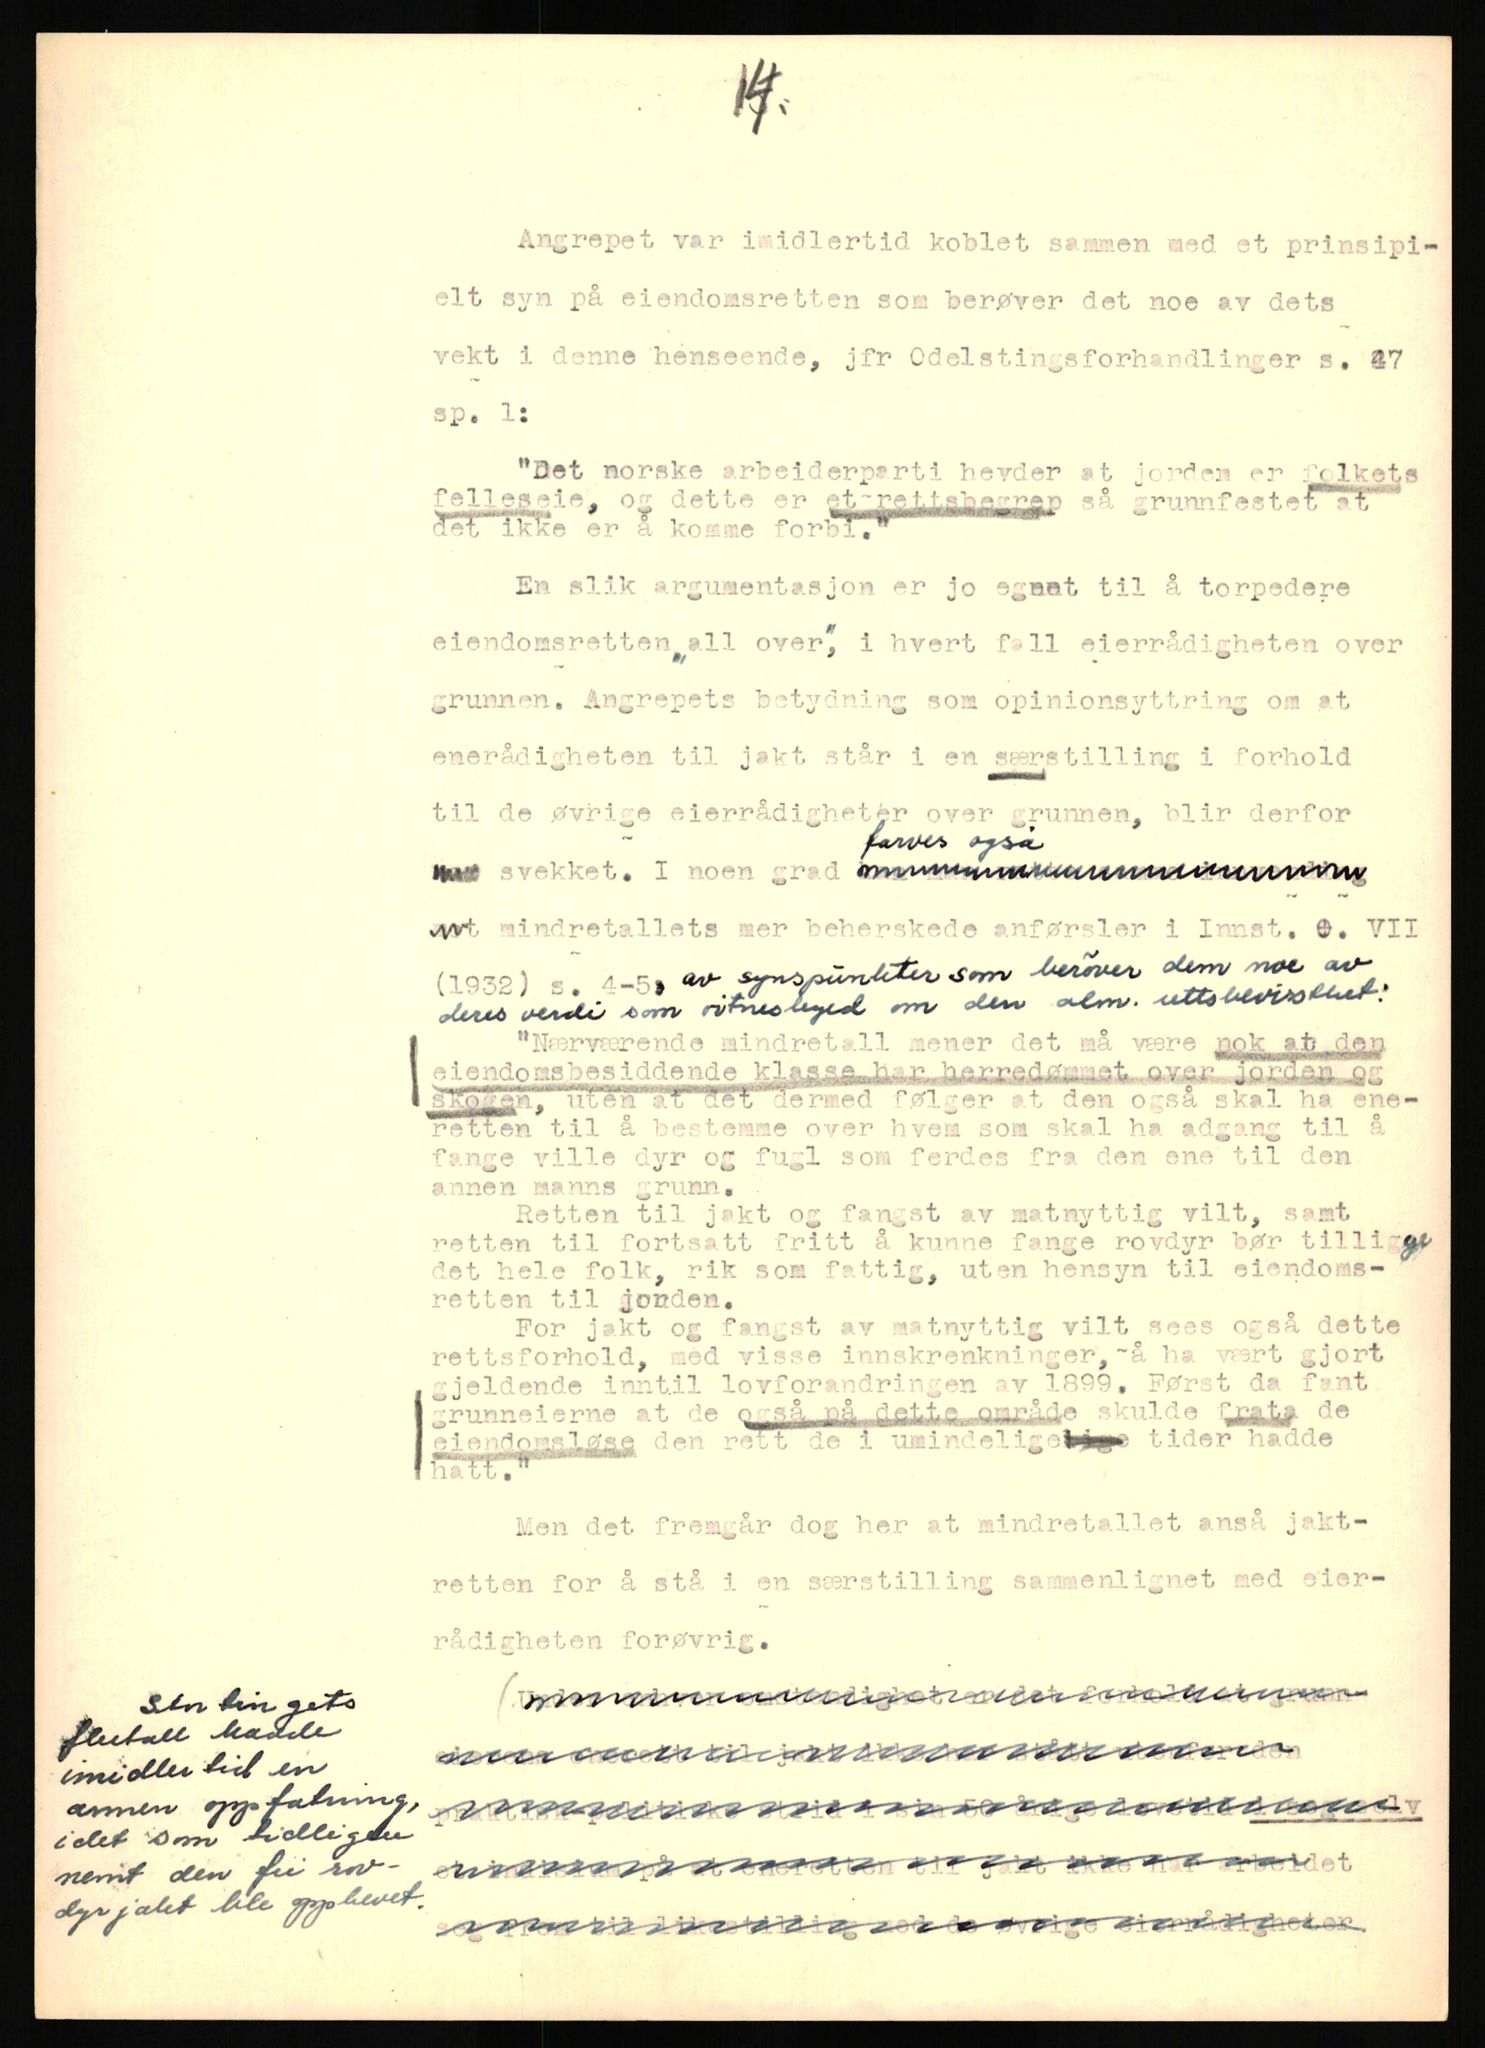 14.
Angrepet var imidlertid koblet sammen med et prinsipi-
elt syn på eiendomsretten som berøver det noe av dets
vekt i denne henseende, jfr Odelstingsforhandlinger s. 47
sp. 1:
"Det norske arbeiderparti hevder at jorden er folkets
felleseie, og dette er et rettsbegrep så grunnfestet at
det ikke er å komme forbi."
En slik argumentasjon er jo egnet til å torpedere
eiendomsretten „all over", i hvert fall eierrådigheten over
grunnen. Angrepets betydning som opinionsyttring om at
enerådigheten til jakt står i en særstilling i forhold
til de øvrige eierrådigheter over grunnen, blir derfor
farves også
svekket. I noen grad
mindretallets mer beherskede anførsler i Innst. O. VII
(1932) s. 4-5, av synspunkter som berøver dem noe av
deres verdi som vitnesbyrd om den alm. rettsbevissthet:
"Nærværende mindretall mener det må være nok at den
eiendomsbesiddende klasse har herredømmet over jorden og
skogen, uten at det dermed følger at den også skal ha ene-
retten til å bestemme over hvem som skal ha adgang til å
fange ville dyr og fugl som ferdes fra den ene til den
annen manns grunn.
Retten til jakt og fangst av matnyttig vilt, samt
retten til fortsatt fritt å kunne fange rovdyr bør tilligge
det hele folk, rik som fattig, uten hensyn til eiendoms-
retten til jorden.
For jakt og fangst av matnyttig vilt sees også dette
rettsforhold, med visse innskrenkninger, å ha vært gjort
gjeldende inntil lovforandringen av 1899. Først da fant
grunneierne at de også på dette område skulde frata de
eiendomsløse den rett de i umindelige tider hadde
hatt."
Men det fremgår dog her at mindretallet anså jakt-
retten for å stå i en særstilling sammenlignet med eier-
rådigheten forøvrig.
Stortingets
flertall hadde
imidlertid en
annen oppfatning,
idet som tidligere
nevnt den fri rov-
dyrjakt ble opphevet.